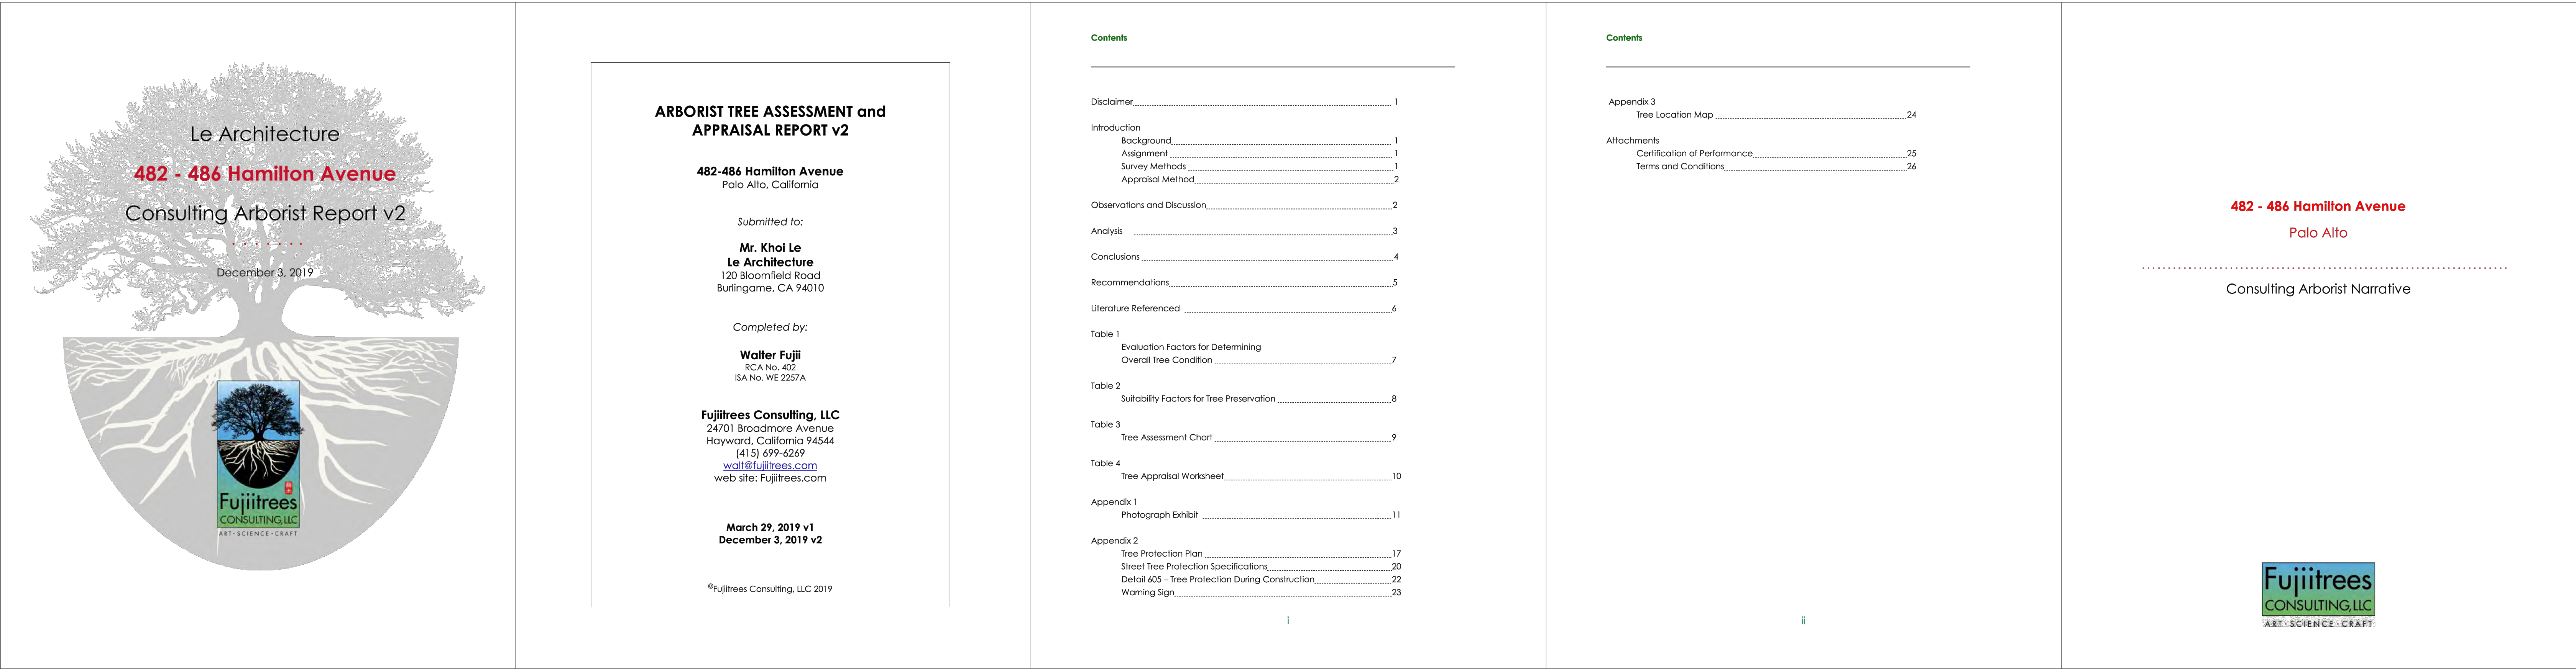 Le Architecture
482 - 486 Hamilton Avenue
Consulting Arborist Report v2
. . . . . . .
December 3, 2019
Fujiitrees
CONSULTING, LLC
ART • SCIENCE • CRAFT
ARBORIST TREE ASSESSMENT and
APPRAISAL REPORT v2
482-486 Hamilton Avenue
Palo Alto, California
Submitted to:
Mr. Khoi Le
Le Architecture
120 Bloomfield Road
Burlingame, CA 94010
Completed by:
Walter Fujii
RCA No. 402
ISA No. WE 2257A
Fujiitrees Consulting, LLC
24701 Broadmore Avenue
Hayward, California 94544
(415) 699-6269
walt@fujiitrees.com
web site: Fujiitrees.com
March 29, 2019 v1
December 3, 2019 v2
©Fujiitrees Consulting, LLC 2019
Contents
Disclaimer 1
Introduction
Background 1
Assignment 1
Survey Methods 1
Appraisal Method 2
Observations and Discussion 2
Analysis 3
Conclusions 4
Recommendations 5
Literature Referenced 6
Table 1
Evaluation Factors for Determining
Overall Tree Condition 7
Table 2
Suitability Factors for Tree Preservation 8
Table 3
Tree Assessment Chart 9
Table 4
Tree Appraisal Worksheet 10
Appendix 1
Photograph Exhibit 11
Appendix 2
Tree Protection Plan 17
Street Tree Protection Specifications 20
Detail 605 – Tree Protection During Construction 22
Warning Sign 23
i
Contents
Appendix 3
Tree Location Map 24
Attachments
Certification of Performance 25
Terms and Conditions 26
ii
482 - 486 Hamilton Avenue
Palo Alto
Consulting Arborist Narrative
Fujiitrees
CONSULTING, LLC
ART • SCIENCE • CRAFT